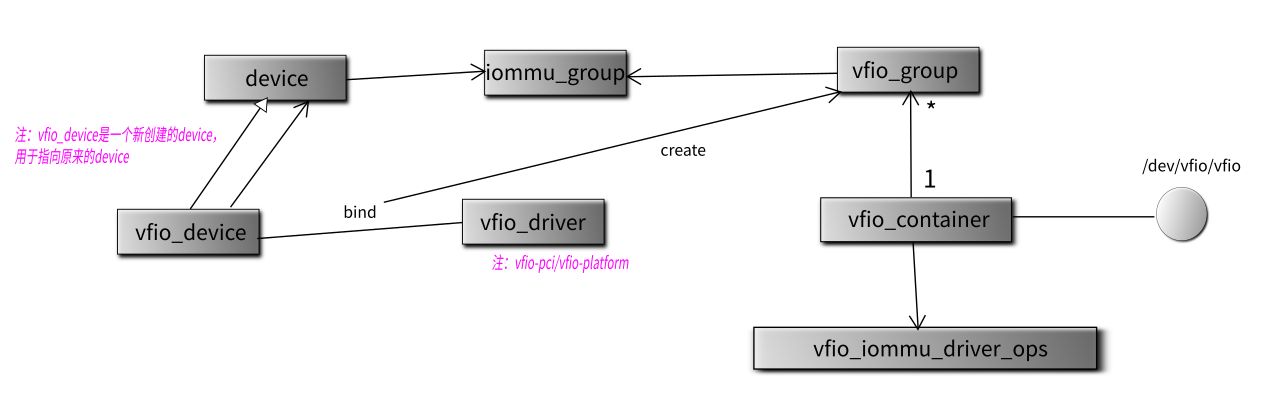 device
iommu_group
vfio_group
*
注：vfio_device是一个新创建的device，
用于指向原来的device
create
/dev/vfio/vfio
1
bind
vfio_device
vfio_driver
vfio_container
注：vfio-pci/vfio-platform
vfio_iommu_driver_ops